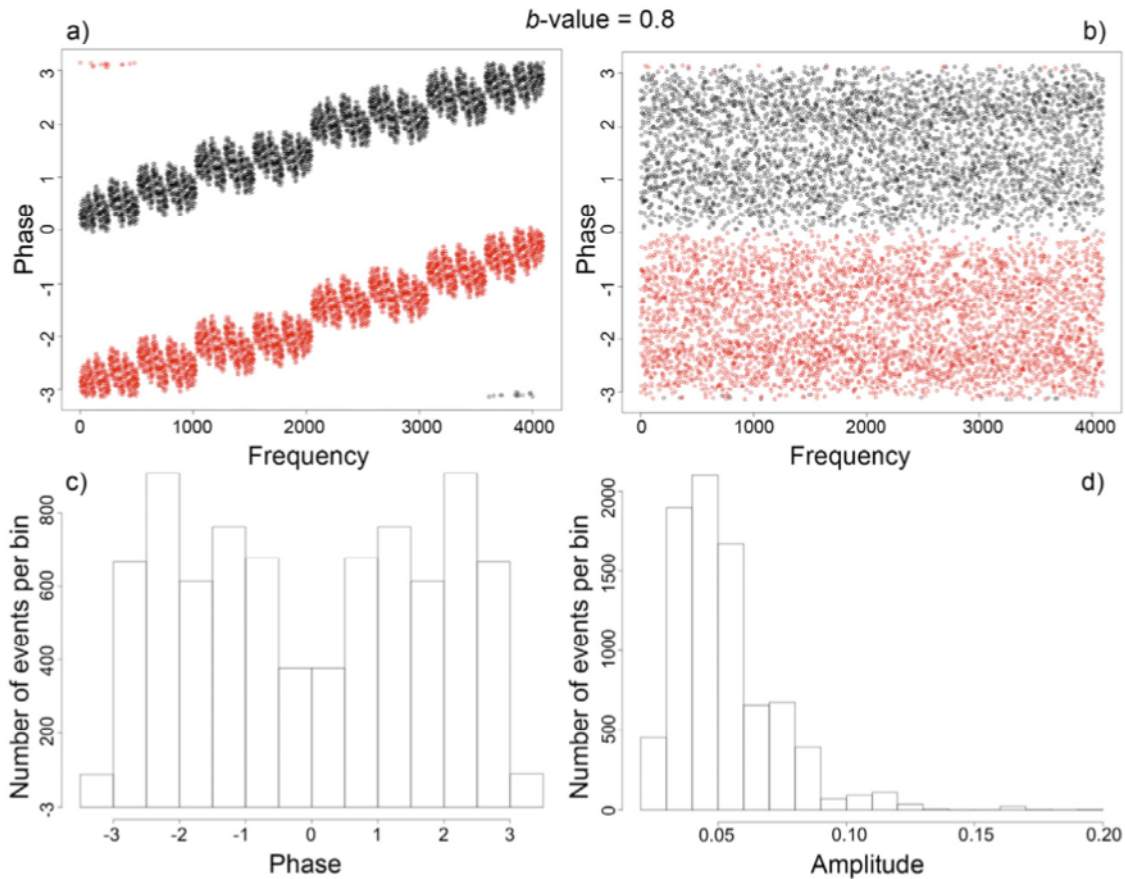 b-value = 0.8
a)
Phase
3
2
1
0
-1
-2
-3
0 1000 2000 3000 4000
Frequency
b)
Phase
3
2
1
0
-1
-2
-3
0 1000 2000 3000 4000
Frequency
c)
Number of events per bin
800
600
400
200
-3
-3 -2 -1 0 1 2 3
Phase
d)
Number of events per bin
2000
1500
1000
500
0
0.05 0.10 0.15 0.20
Amplitude